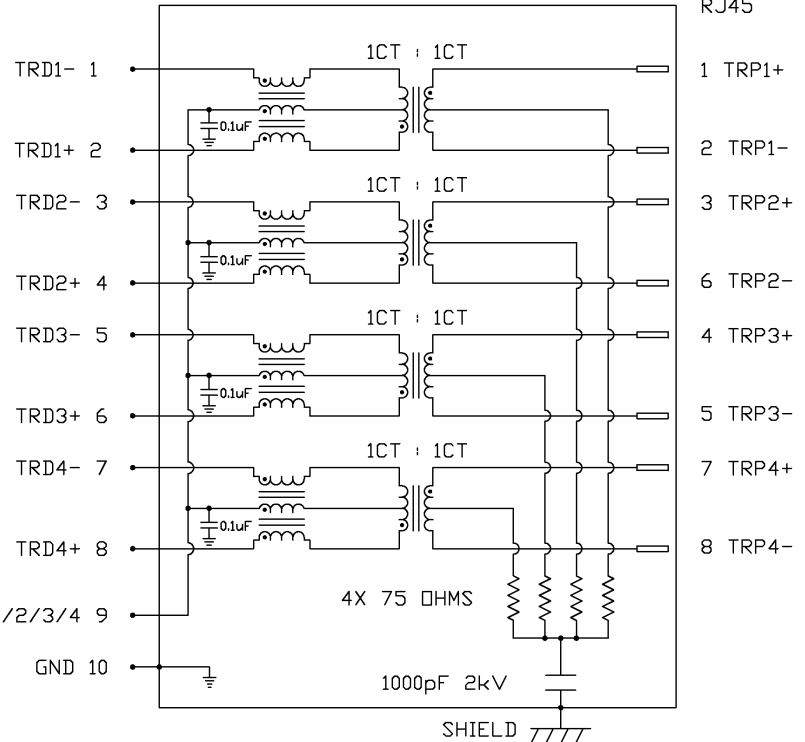 RJ45
1CT : 1CT
TRD1- 1
1 TRP1+
0.1uF
TRD1+ 2
2 TRP1-
1CT : 1CT
TRD2- 3
3 TRP2+
0.1uF
TRD2+ 4
6 TRP2-
1CT : 1CT
TRD3- 5
4 TRP3+
0.1uF
TRD3+ 6
5 TRP3-
1CT : 1CT
TRD4- 7
7 TRP4+
0.1uF
TRD4+ 8
8 TRP4-
4X 75 OHMS
/2/3/4 9
GND 10
1000pF 2kV
SHIELD